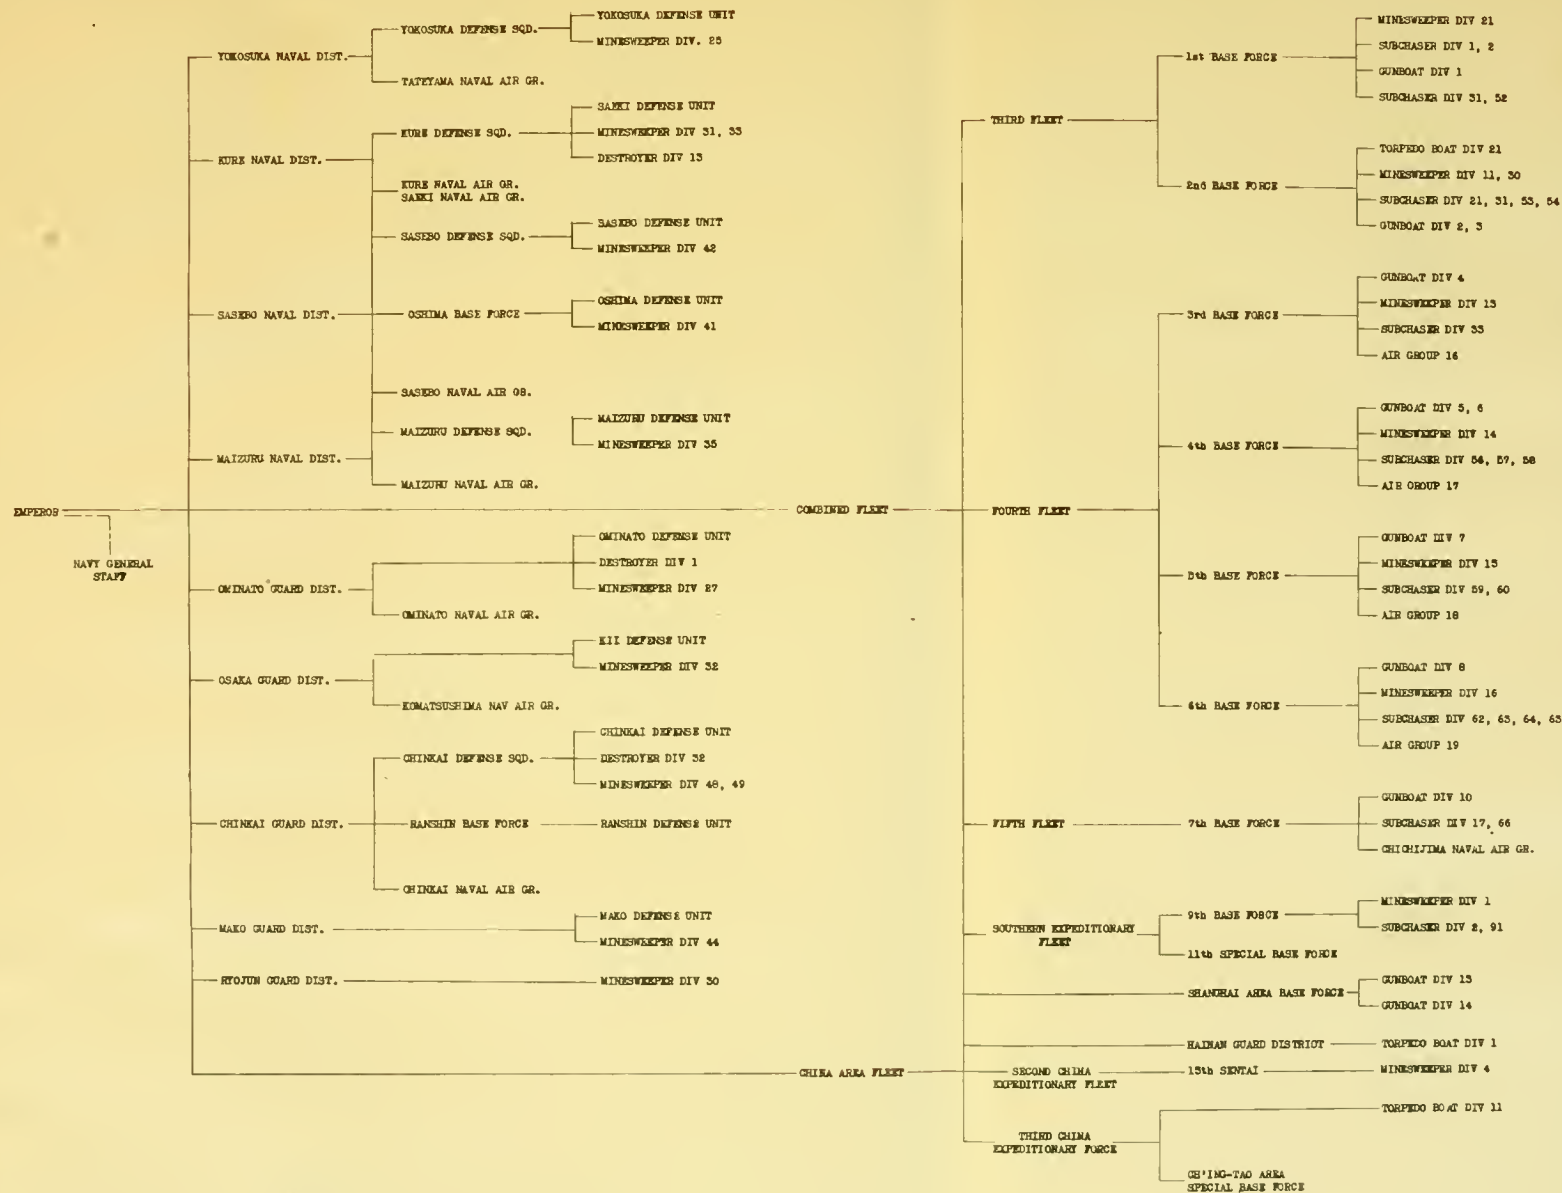 EMPEROR
NAVY GENERAL
STAFF
YOKOSUKA NAVAL DIST.
YOKOSUKA DEFENSE SQD.
YOKOSUKA DEFENSE UNIT
MINESWEEPER DIV. 25
TATEYAMA NAVAL AIR GR.
KURE NAVAL DIST.
KURE DEFENSE SQD.
SAEKI DEFENSE UNIT
MINESWEEPER DIV 31, 33
DESTROYER DIV 13
KURE NAVAL AIR GR.
SAEKI NAVAL AIR GR.
SASEBO NAVAL DIST.
SASEBO DEFENSE SQD.
SASEBO DEFENSE UNIT
MINESWEEPER DIV 42
OSHIMA BASE FORCE
OSHIMA DEFENSE UNIT
MINESWEEPER DIV 41
SASEBO NAVAL AIR GR.
MAIZURU NAVAL DIST.
MAIZURU DEFENSE SQD.
MAIZURU DEFENSE UNIT
MINESWEEPER DIV 35
MAIZURU NAVAL AIR GR.
OMINATO GUARD DIST.
OMINATO DEFENSE UNIT
DESTROYER DIV 1
MINESWEEPER DIV 27
OMINATO NAVAL AIR GR.
OSAKA GUARD DIST.
KII DEFENSE UNIT
MINESWEEPER DIV 32
KOMATSUSHIMA NAV AIR GR.
CHINKAI GUARD DIST.
CHINKAI DEFENSE SQD.
CHINKAI DEFENSE UNIT
DESTROYER DIV 32
MINESWEEPER DIV 48, 49
RANSHIN BASE FORCE
RANSHIN DEFENSE UNIT
CHINKAI NAVAL AIR GR.
MAKO GUARD DIST.
MAKO DEFENSE UNIT
MINESWEEPER DIV 44
RYOJUN GUARD DIST.
MINESWEEPER DIV 50
COMBINED FLEET
THIRD FLEET
1st BASE FORCE
MINESWEEPER DIV 21
SUBCHASER DIV 1, 2
GUNBOAT DIV 1
SUBCHASER DIV 51, 52
2nd BASE FORCE
TORPEDO BOAT DIV 21
MINESWEEPER DIV 11, 30
SUBCHASER DIV 21, 31, 53, 54
GUNBOAT DIV 2, 3
FOURTH FLEET
3rd BASE FORCE
GUNBOAT DIV 4
MINESWEEPER DIV 13
SUBCHASER DIV 55
AIR GROUP 16
4th BASE FORCE
GUNBOAT DIV 5, 6
MINESWEEPER DIV 14
SUBCHASER DIV 56, 57, 58
AIR GROUP 17
5th BASE FORCE
GUNBOAT DIV 7
MINESWEEPER DIV 15
SUBCHASER DIV 59, 60
AIR GROUP 18
6th BASE FORCE
GUNBOAT DIV 8
MINESWEEPER DIV 16
SUBCHASER DIV 62, 63, 64, 65
AIR GROUP 19
FIFTH FLEET
7th BASE FORCE
GUNBOAT DIV 10
SUBCHASER DIV 17, 66
CHICHIJIMA NAVAL AIR GR.
SOUTHERN EXPEDITIONARY
FLEET
9th BASE FORCE
MINESWEEPER DIV 1
SUBCHASER DIV 2, 91
11th SPECIAL BASE FORCE
CHINA AREA FLEET
SHANGHAI AREA BASE FORCE
GUNBOAT DIV 13
GUNBOAT DIV 14
HAINAN GUARD DISTRICT
TORPEDO BOAT DIV 1
SECOND CHINA
EXPEDITIONARY FLEET
15th SENTAI
MINESWEEPER DIV 4
THIRD CHINA
EXPEDITIONARY FORCE
TORPEDO BOAT DIV 11
CH'ING-TAO AREA
SPECIAL BASE FORCE